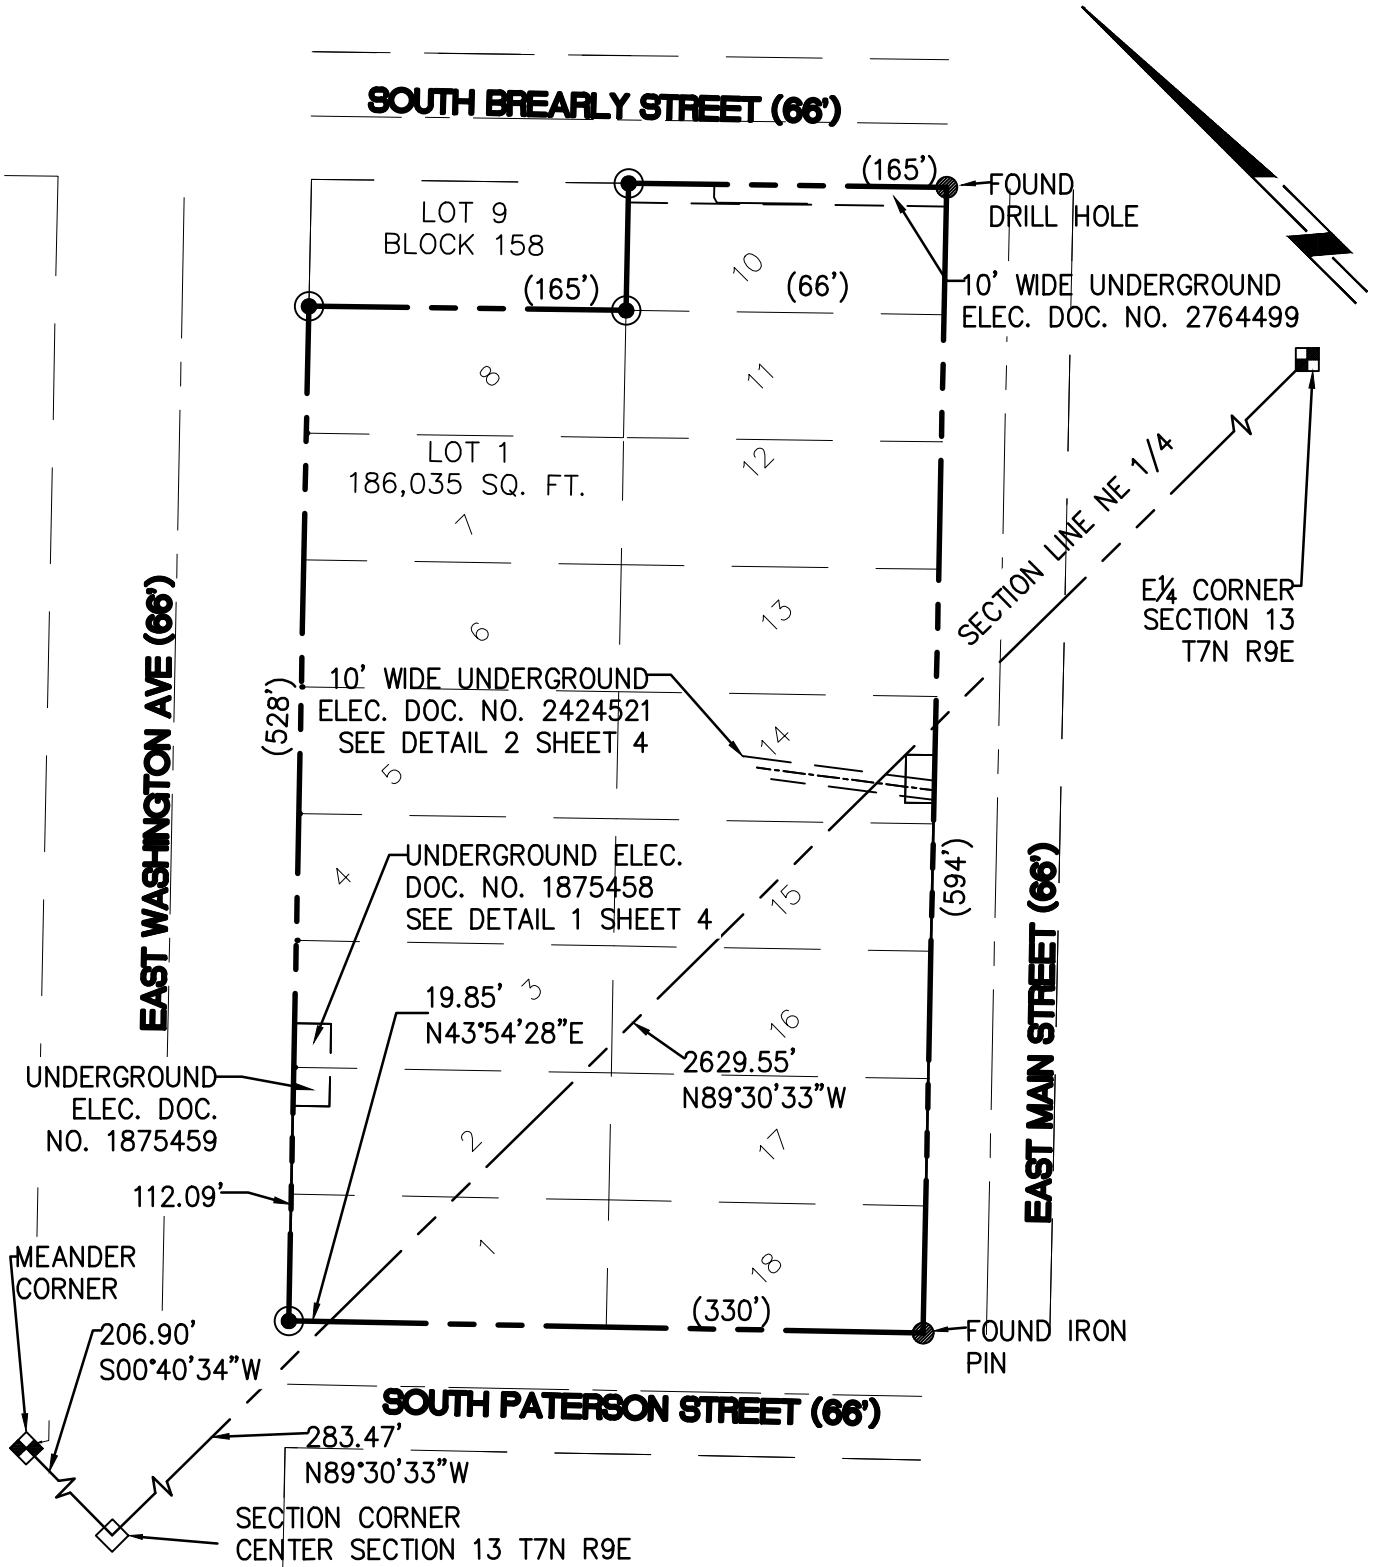 SOUTH BREARLY STREET (66')
(165')
FOUND
DRILL HOLE
LOT 9
BLOCK 158
10
(165')
(66')
10' WIDE UNDERGROUND
ELEC. DOC. NO. 2764499
8
11
LOT 1
186,035 SQ. FT.
12
SECTION LINE NE 1/4
7
E1/4 CORNER
SECTION 13
T7N R9E
6
13
EAST WASHINGTON AVE (66')
(528')
10' WIDE UNDERGROUND
ELEC. DOC. NO. 2424521
SEE DETAIL 2 SHEET 4
14
5
4
UNDERGROUND ELEC.
DOC. NO. 1875458
SEE DETAIL 1 SHEET 4
15
(594')
EAST MAIN STREET (66')
3
19.85'
N43°54'28"E
16
2629.55'
N89°30'33"W
UNDERGROUND
ELEC. DOC.
NO. 1875459
2
17
112.09'
1
18
MEANDER
CORNER
(330')
206.90'
S00°40'34"W
FOUND IRON
PIN
SOUTH PATERSON STREET (66')
283.47'
N89°30'33"W
SECTION CORNER
CENTER SECTION 13 T7N R9E